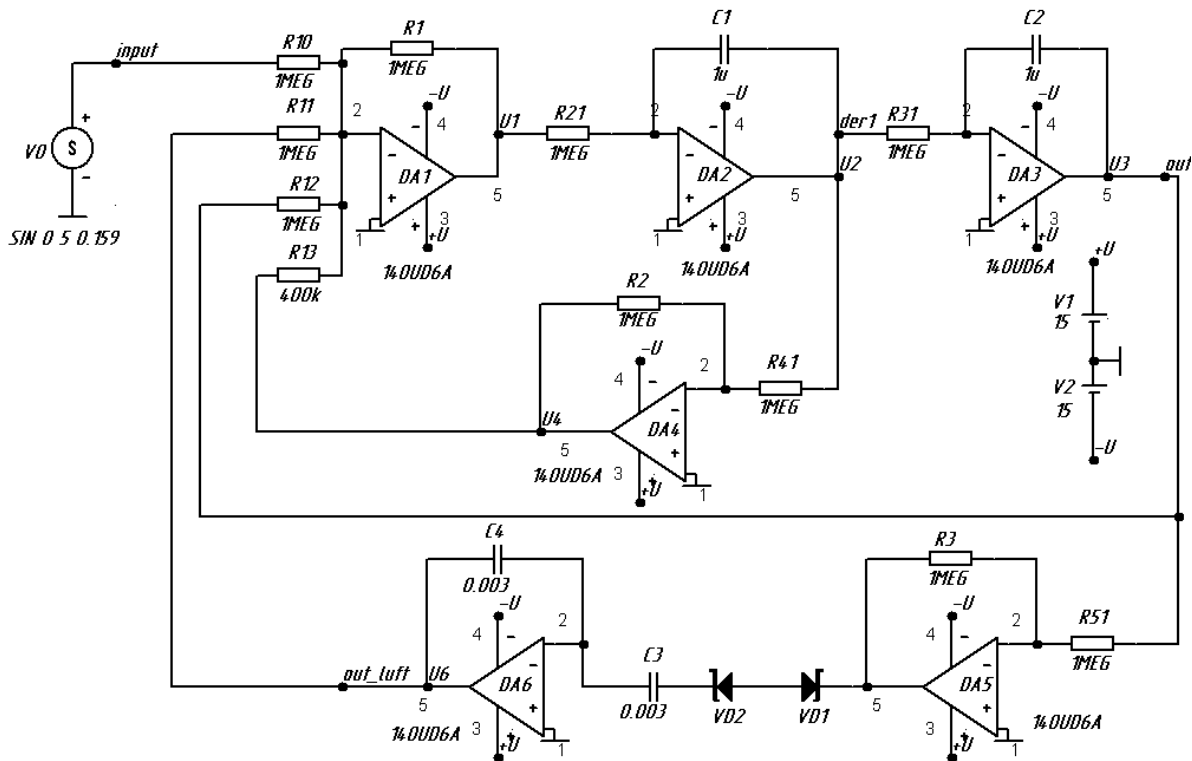 R10
input
1MEG
R11
1MEG
R12
1MEG
R13
400k
V0
S
+
-
SIN 0 5 0.159
R1
1MEG
2
-U
4
-
-
+
DA1
5
3
+
+U
1
140UD6A
U1
R21
1MEG
C1
1u
2
-U
4
-
-
+
DA2
5
3
+
+U
1
140UD6A
der1
U2
R31
1MEG
C2
1u
2
-U
4
-
-
+
DA3
5
3
+
+U
1
140UD6A
U3
out
+U
V1
15
V2
15
-U
R2
1MEG
-U
4
-
2
R41
1MEG
U4
5
-
+
DA4
140UD6A
3
+
+U
1
C4
0.003
-U
4
-
2
out_luft
U6
5
-
+
DA6
140UD6A
3
+
+U
1
C3
0.003
VD2
VD1
R3
1MEG
-U
4
-
2
R51
1MEG
5
-
+
DA5
140UD6A
3
+
+U
1